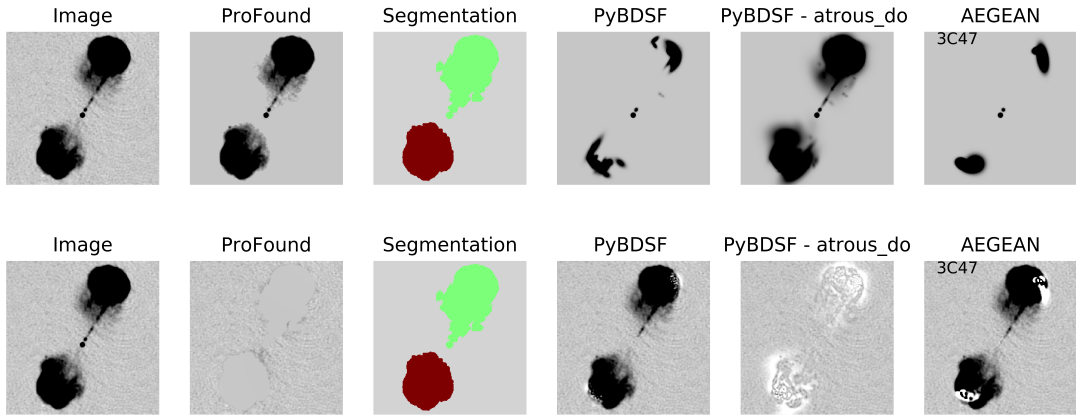 Image ProFound Segmentation PyBDSF PyBDSF - atrous_do AEGEAN
3C47
Image ProFound Segmentation PyBDSF PyBDSF - atrous_do AEGEAN
3C47